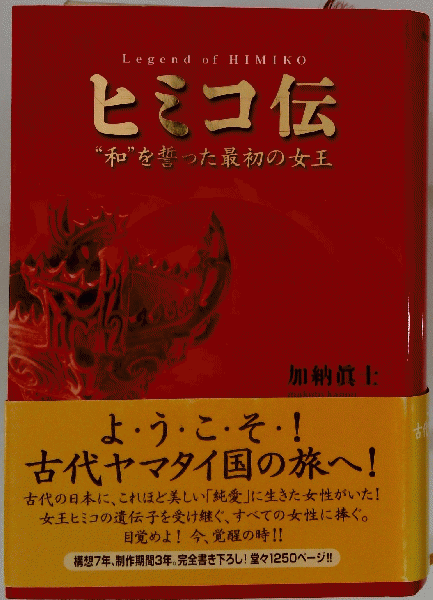 Legend of HIMIKO
ヒミコ伝
“和”を誓った最初の女王
加納眞士
よ・う・こ・そ・!
古代ヤマタイ国の旅へ!
古代の日本に、これほど美しい「純愛」に生きた女性がいた!
女王ヒミコの遺伝子を受け継ぐ、すべての女性に捧ぐ。
目覚めよ! 今、覚醒の時!!
構想7年、制作期間3年。完全書き下ろし! 堂々1250ページ!!